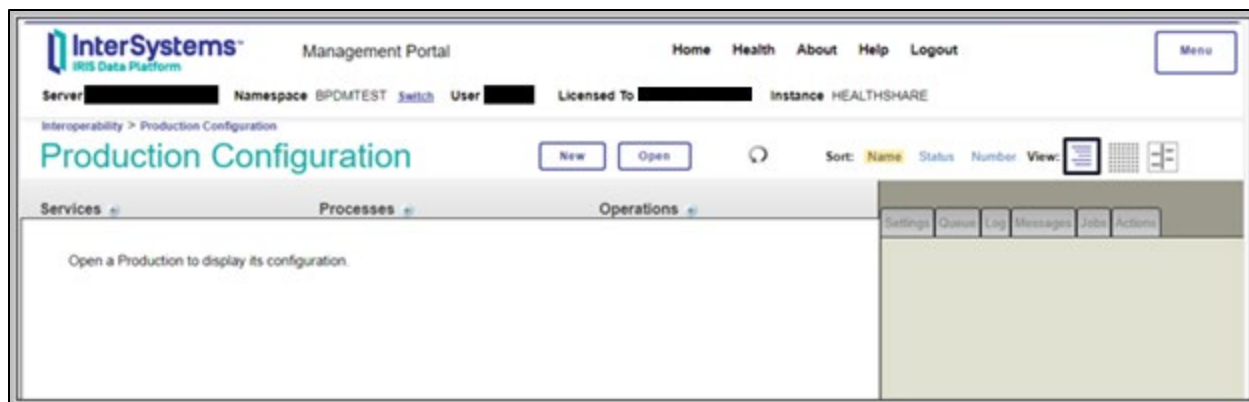 InterSystems™ Management Portal Home Health About Help Logout Menu
IRIS Data Platform
Server Namespace BPDMTEST Switch User Licensed To Instance HEALTHSHARE
Interoperability > Production Configuration
Production Configuration New Open Sort: Name Status Number View:
Services Processes Operations
Settings Queue Log Messages Jobs Actions
Open a Production to display its configuration.